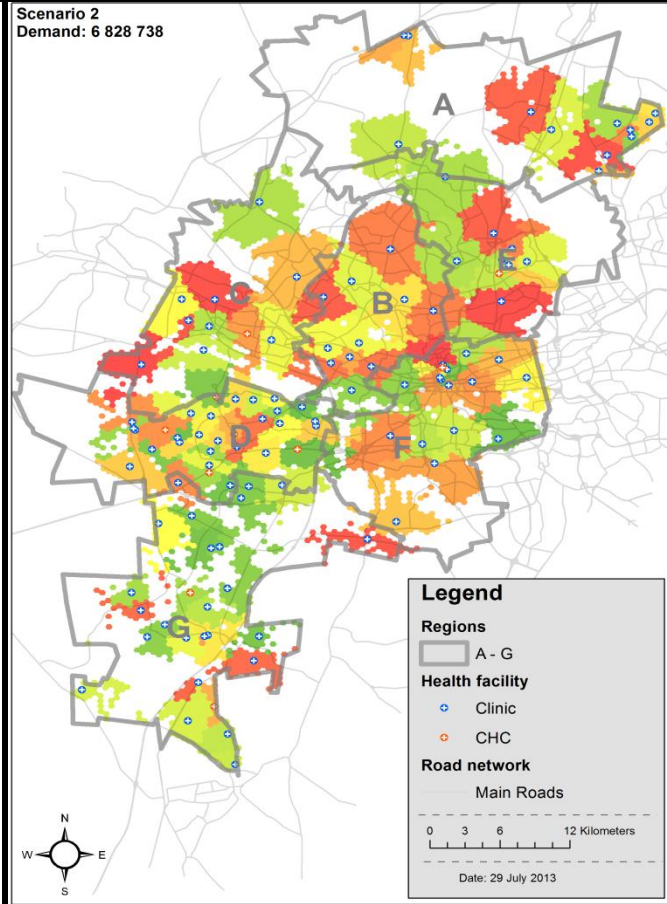 Scenario 2
Demand: 6 828 738
A
E
C
B
D
F
G
Legend
Regions
A - G
Health facility
Clinic
CHC
Road network
Main Roads
0 3 6 12 Kilometers
Date: 29 July 2013
N
W E
S